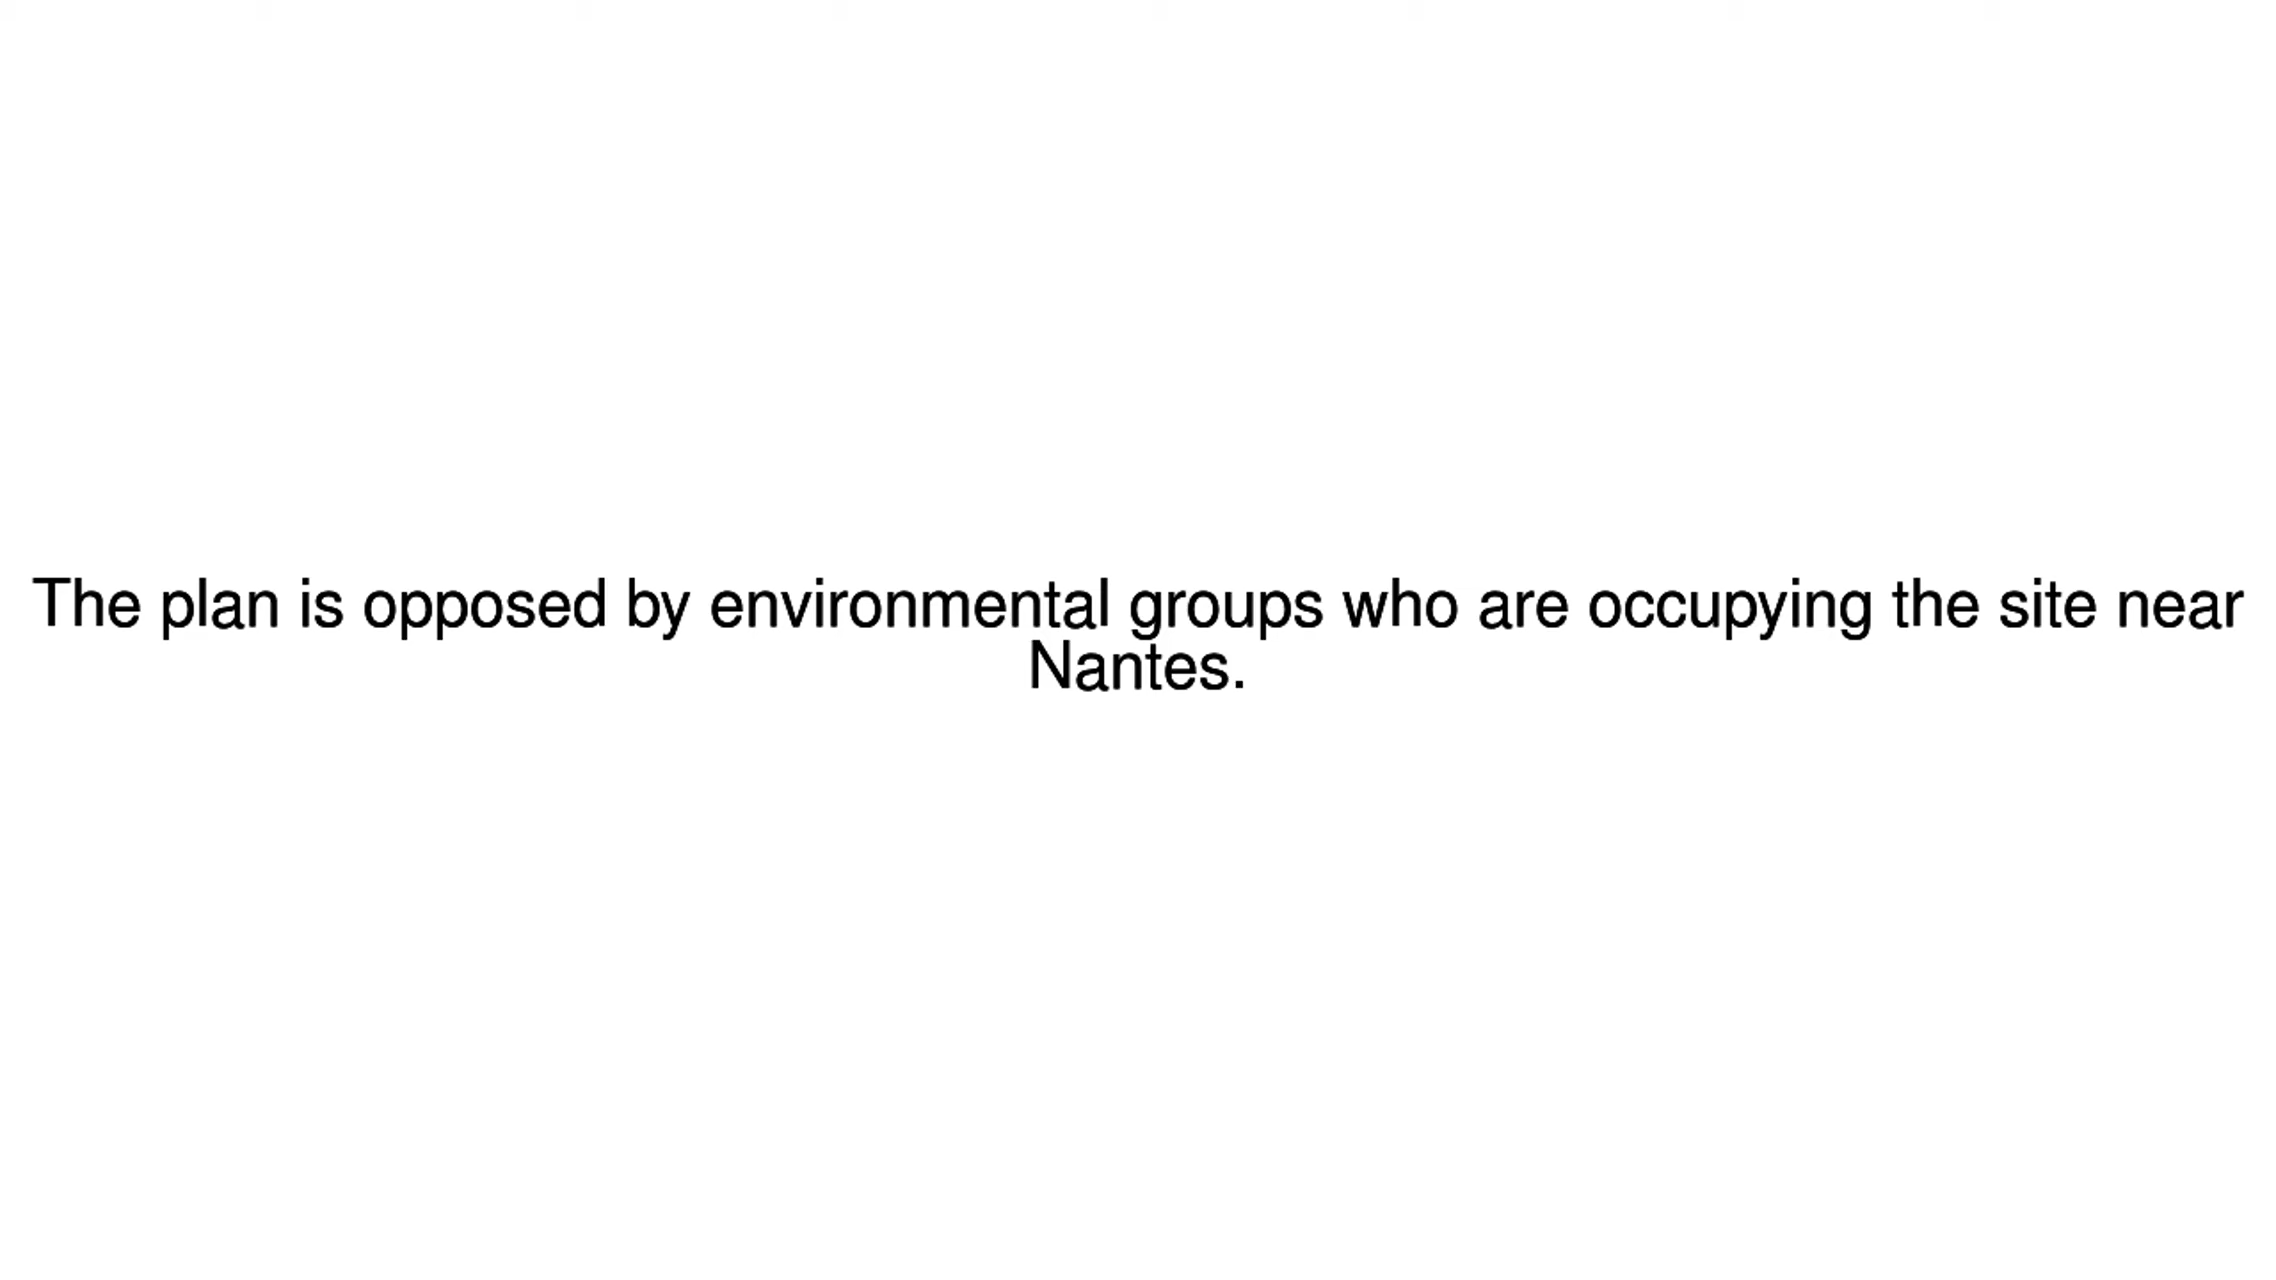 The plan is opposed by environmental groups who are occupying the site near
Nantes.